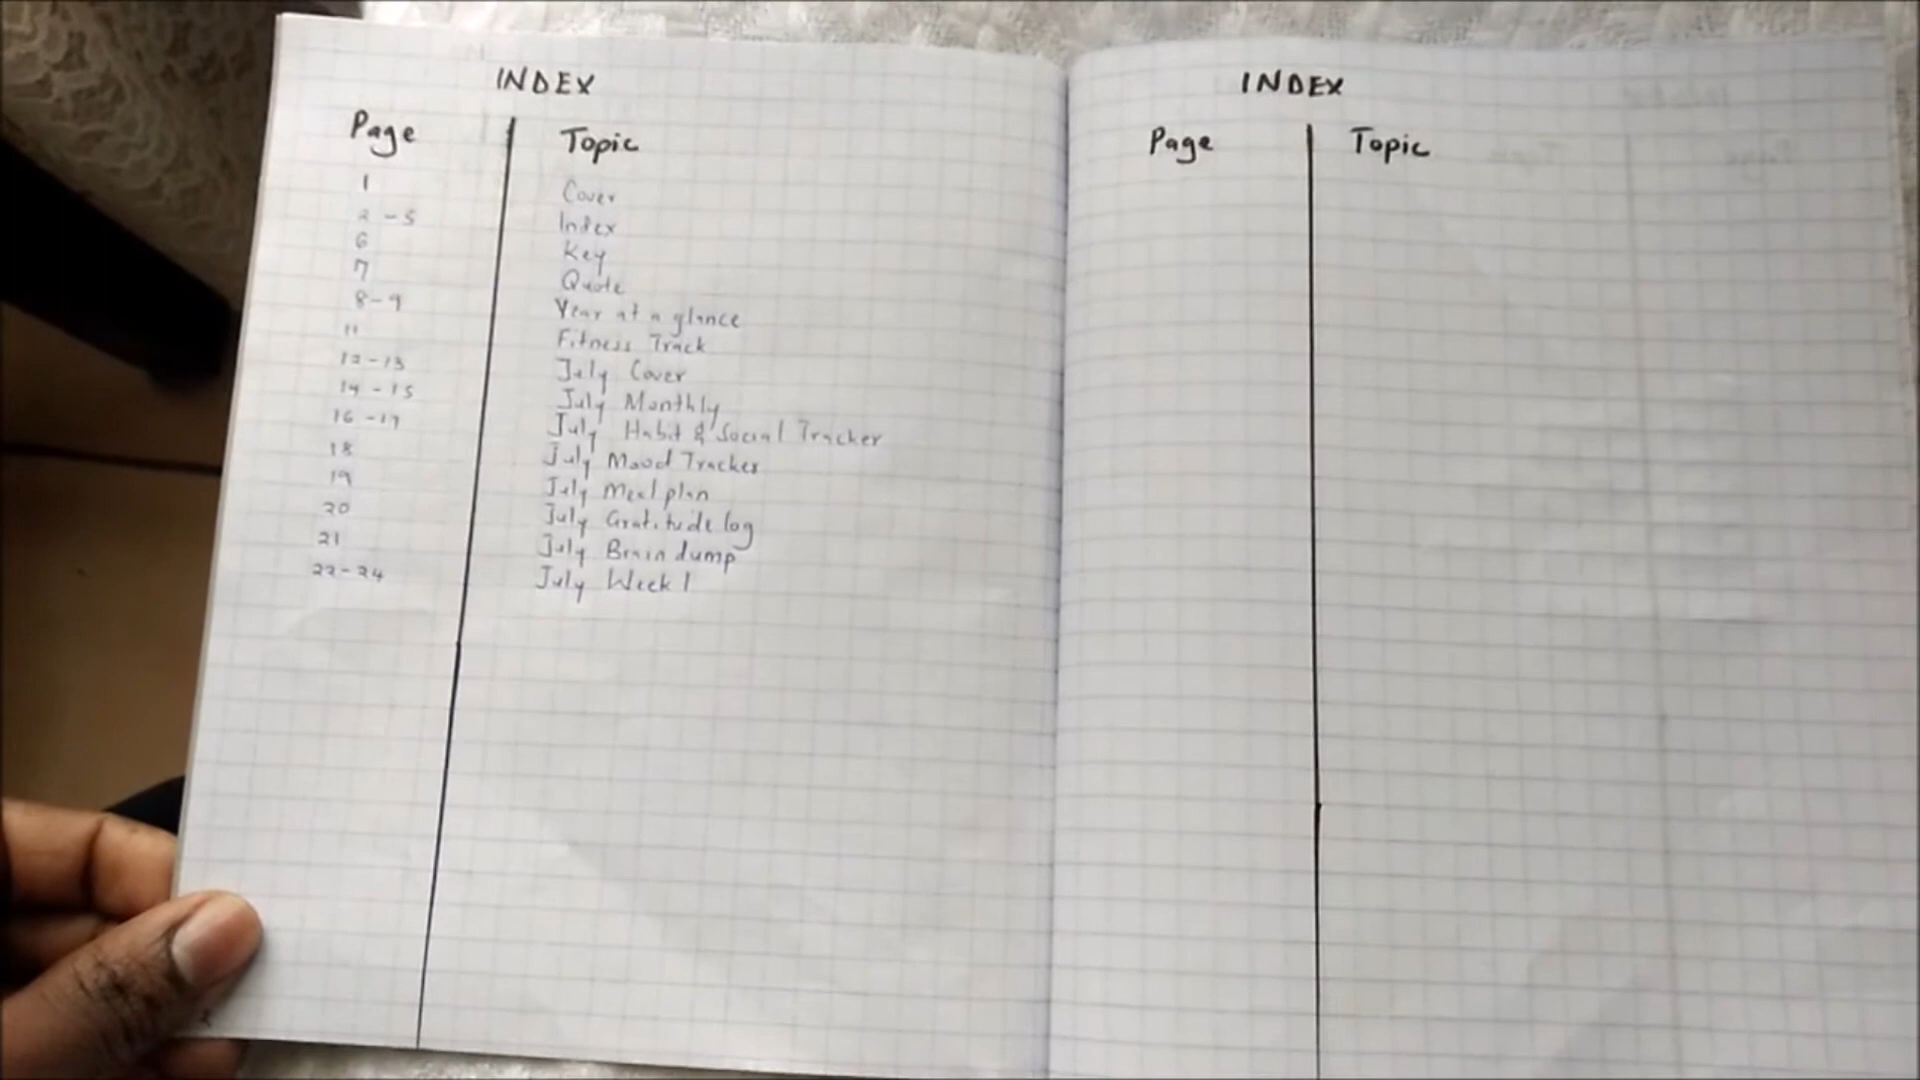 INDEX
Page Topic
1 Cover
2-5 Index
6 Key
7 Quote
8-9 Year at a glance
11 Fitness Track
12-13 July Cover
14-15 July Monthly
16-17 July Habit & Social Tracker
18 July Mood Tracker
19 July Meal plan
20 July Gratitude log
21 July Brain dump
22-24 July Week 1
INDEX
Page Topic